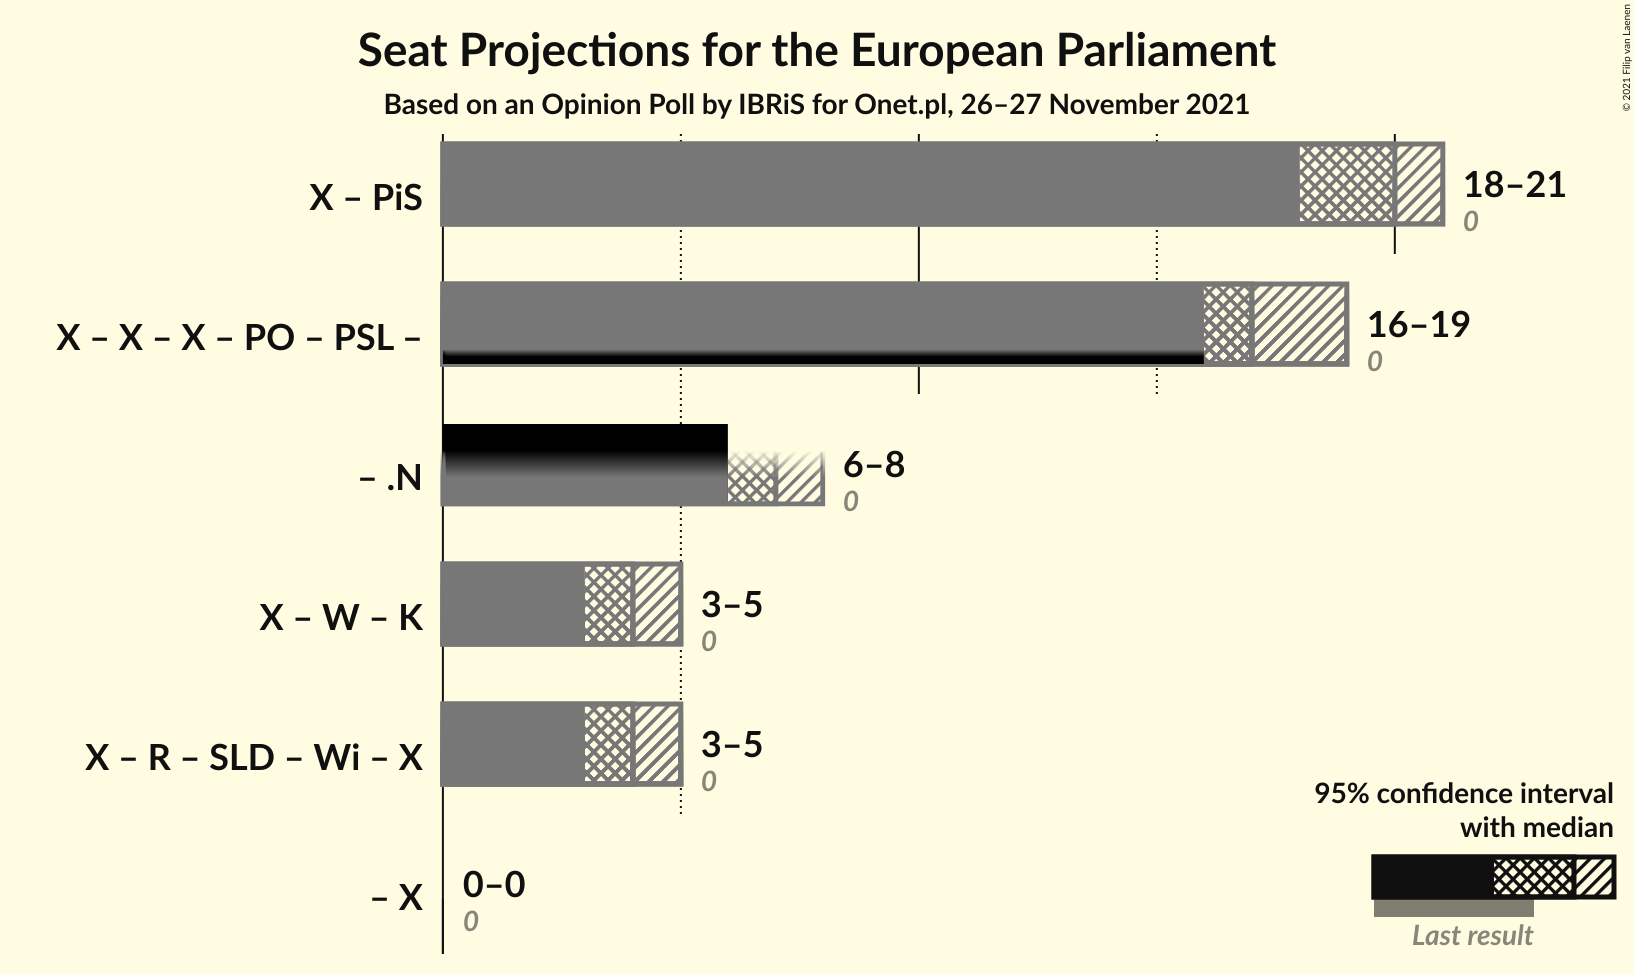 Seat Projections for the European Parliament
Based on an Opinion Poll by IBRiS for Onet.pl, 26–27 November 2021
© 2021 Filip van Laenen
X – PiS
18–21
0
X – X – X – PO – PSL –
16–19
0
– .N
6–8
0
X – W – K
3–5
0
X – R – SLD – Wi – X
3–5
0
– X
0–0
0
95% confidence interval
with median
Last result